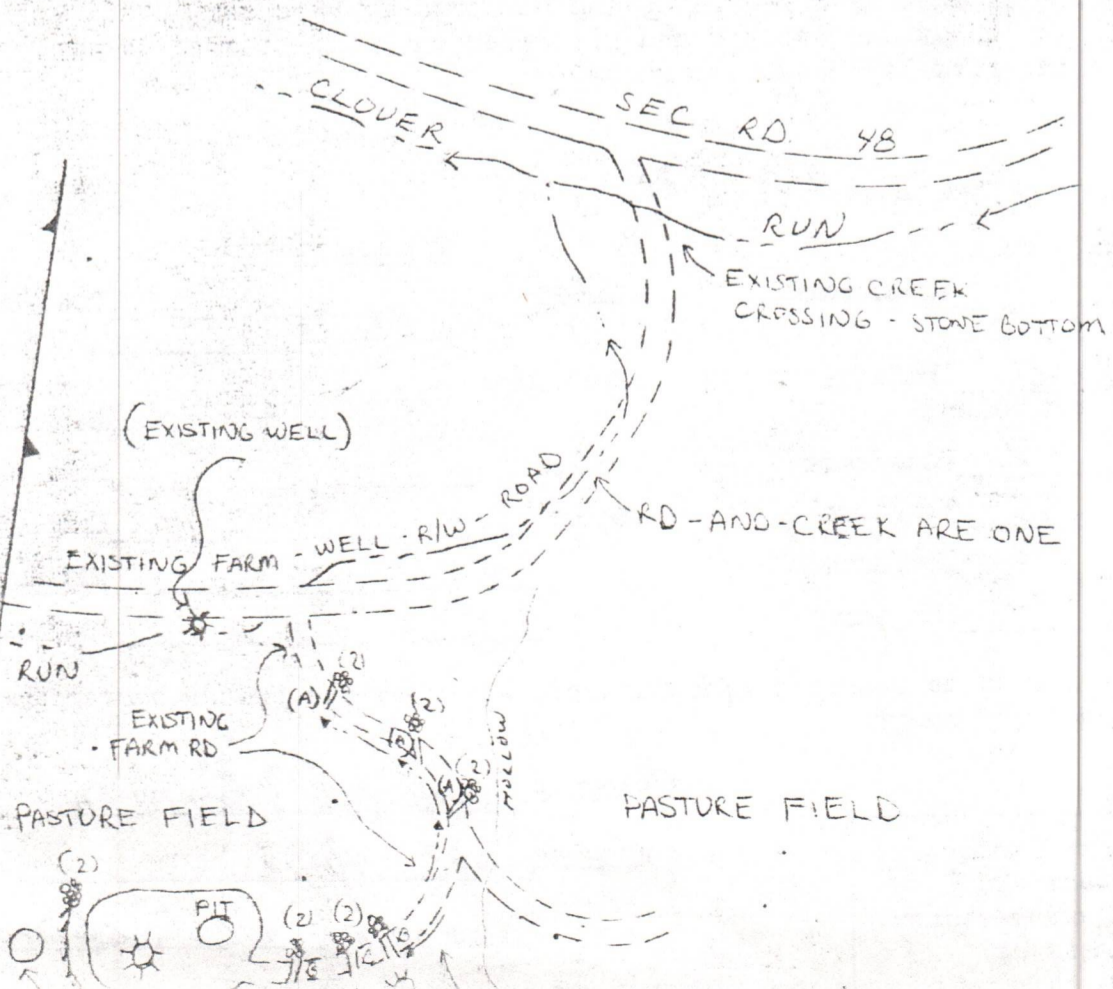 SEC RD. 48
CLOVER
RUN
EXISTING CREEK
CROSSING - STONE BOTTOM
(EXISTING WELL)
EXISTING FARM - WELL - R/W - ROAD
RD-AND-CREEK ARE ONE
RUN
(2)
(A)
EXISTING
FARM RD
(2)
(2)
(A)
HOLLOW
PASTURE FIELD
PASTURE FIELD
(2)
PIT
(2)
(2)